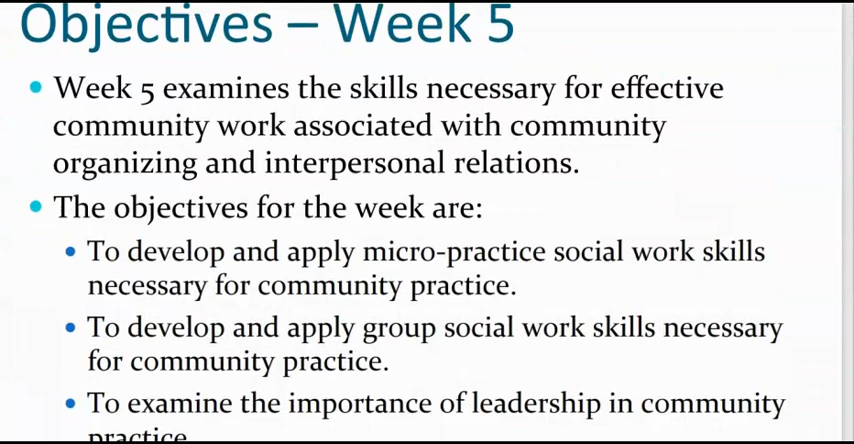 Objectives – Week 5
• Week 5 examines the skills necessary for effective
community work associated with community
organizing and interpersonal relations.
• The objectives for the week are:
• To develop and apply micro-practice social work skills
necessary for community practice.
• To develop and apply group social work skills necessary
for community practice.
• To examine the importance of leadership in community
practice